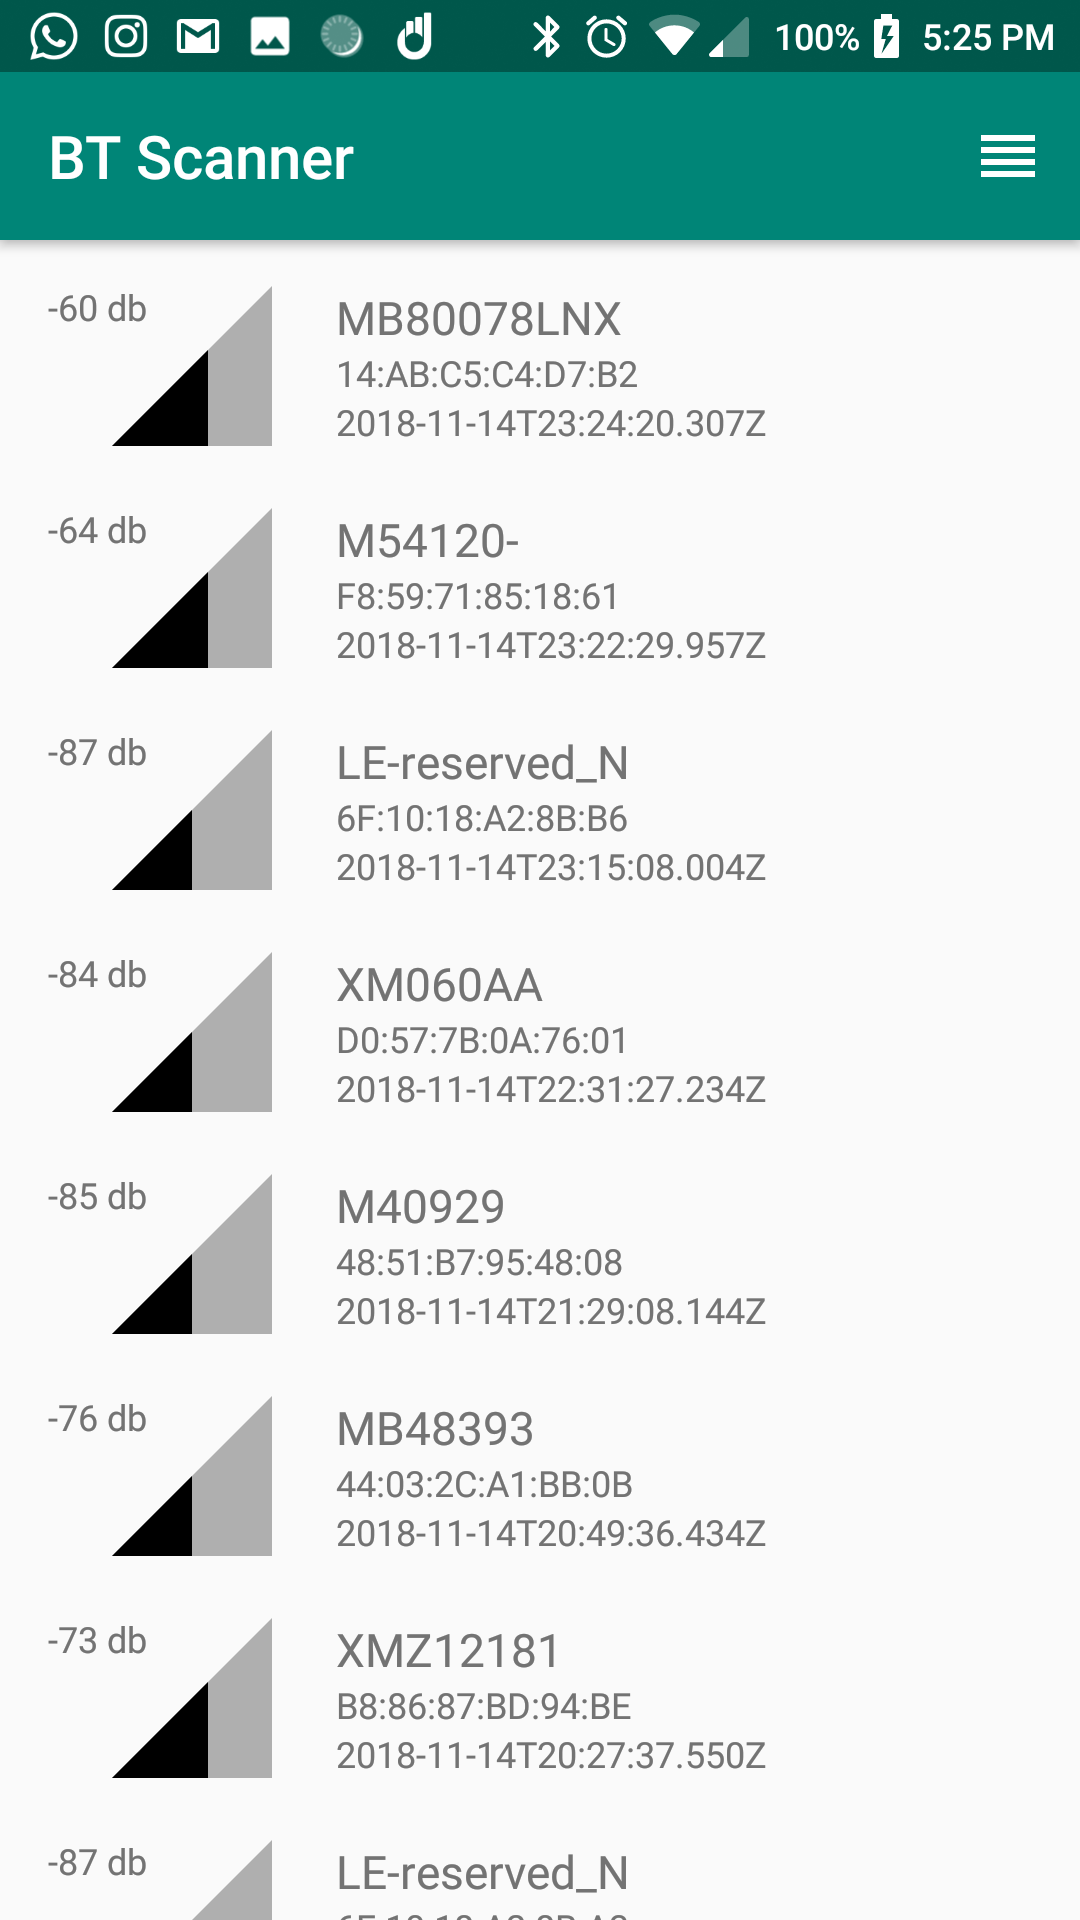 100% 5:25 PM
BT Scanner
-60 db
MB80078LNX
14:AB:C5:C4:D7:B2
2018-11-14T23:24:20.307Z
-64 db
M54120-
F8:59:71:85:18:61
2018-11-14T23:22:29.957Z
-87 db
LE-reserved_N
6F:10:18:A2:8B:B6
2018-11-14T23:15:08.004Z
-84 db
XM060AA
D0:57:7B:0A:76:01
2018-11-14T22:31:27.234Z
-85 db
M40929
48:51:B7:95:48:08
2018-11-14T21:29:08.144Z
-76 db
MB48393
44:03:2C:A1:BB:0B
2018-11-14T20:49:36.434Z
-73 db
XMZ12181
B8:86:87:BD:94:BE
2018-11-14T20:27:37.550Z
-87 db
LE-reserved_N